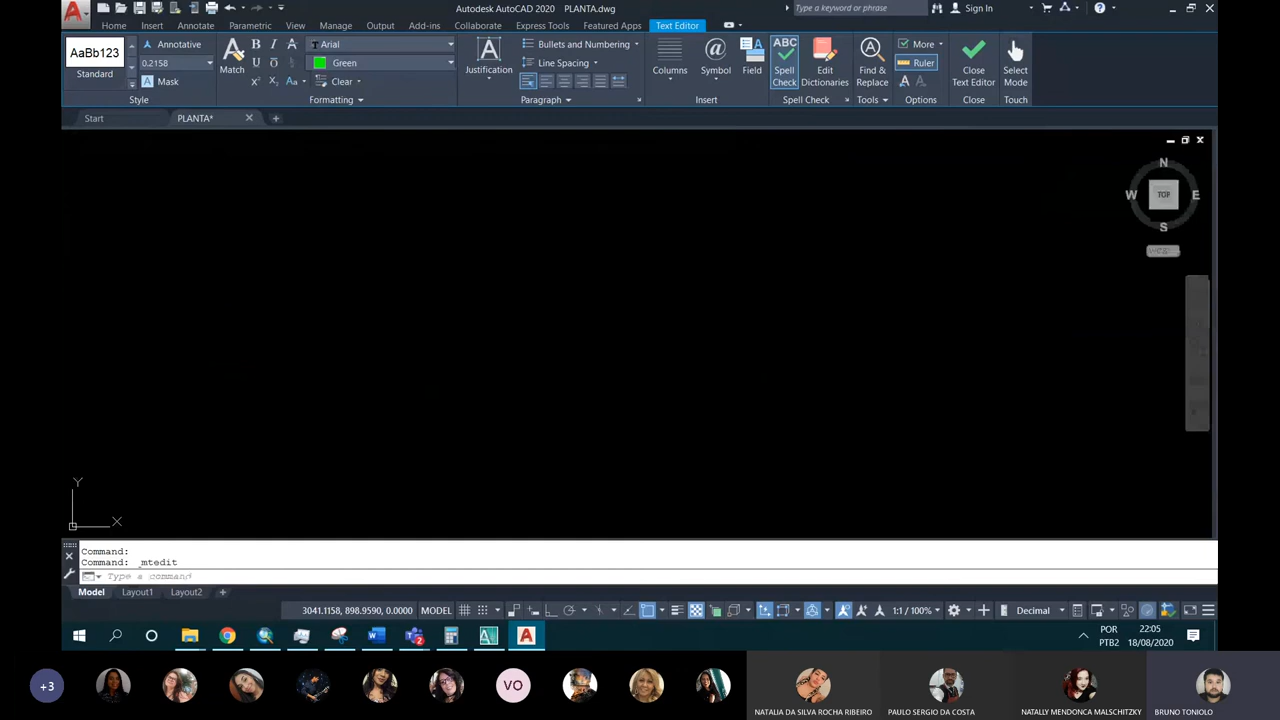 Autodesk AutoCAD 2020 PLANTA.dwg
Type a keyword or phrase
Sign In
Home Insert Annotate Parametric View Manage Output Add-ins Collaborate Express Tools Featured Apps Text Editor
AaBb123
Standard
Annotative
0.2158
Mask
Style
Match
B I A
U O
Arial
Green
Clear
Formatting
Justification
Bullets and Numbering
Line Spacing
Paragraph
Columns
Symbol
Field
Insert
ABC
Spell Check
Edit Dictionaries
Spell Check
Find & Replace
Tools
More
Ruler
Options
Close Text Editor
Close
Select Mode
Touch
Start PLANTA*
N
W TOP E
S
Y
X
Command:
Command: _mtedit
Type a command
Model Layout1 Layout2
3041.1158, 898.9590, 0.0000 MODEL
1:1 / 100%
Decimal
POR 22:05
PTB2 18/08/2020
+3
VO
NATALIA DA SILVA ROCHA RIBEIRO
PAULO SERGIO DA COSTA
NATALLY MENDONCA MALSCHITZKY
BRUNO TONIOLO